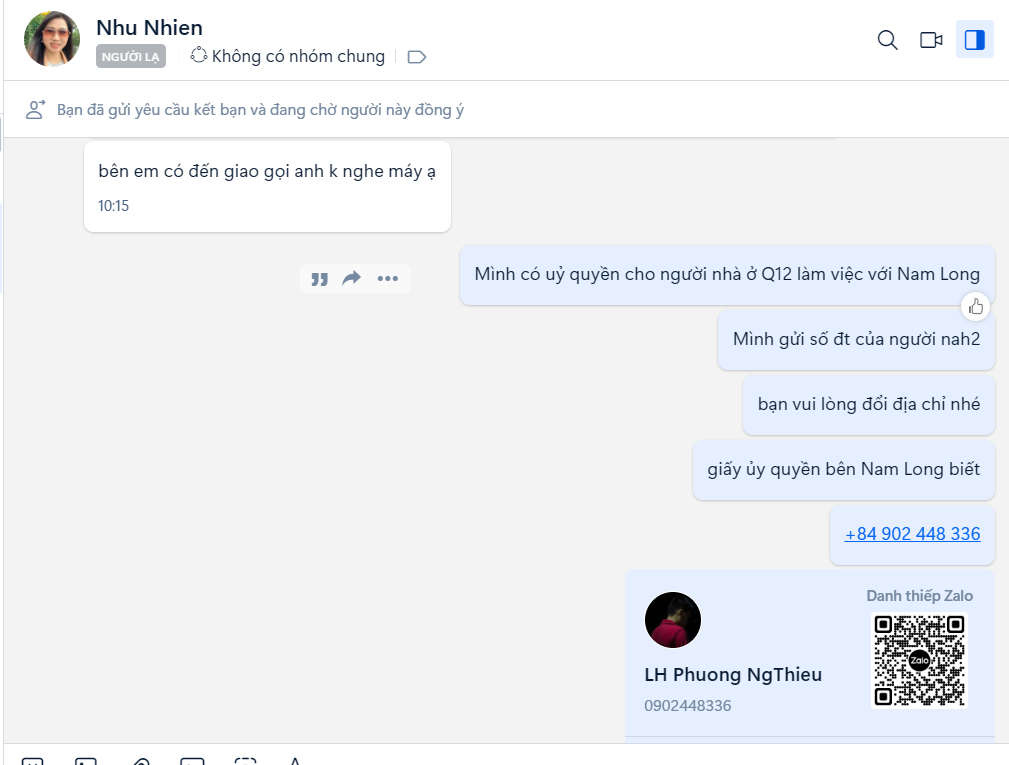 Nhu Nhien
NGƯỜI LẠ
Không có nhóm chung
Bạn đã gửi yêu cầu kết bạn và đang chờ người này đồng ý
bên em có đến giao gọi anh k nghe máy ạ
10:15
Mình có uỷ quyền cho người nhà ở Q12 làm việc với Nam Long
Mình gửi số đt của người nah2
bạn vui lòng đổi địa chỉ nhé
giấy ủy quyền bên Nam Long biết
+84 902 448 336
Danh thiếp Zalo
Zalo
LH Phuong NgThieu
0902448336